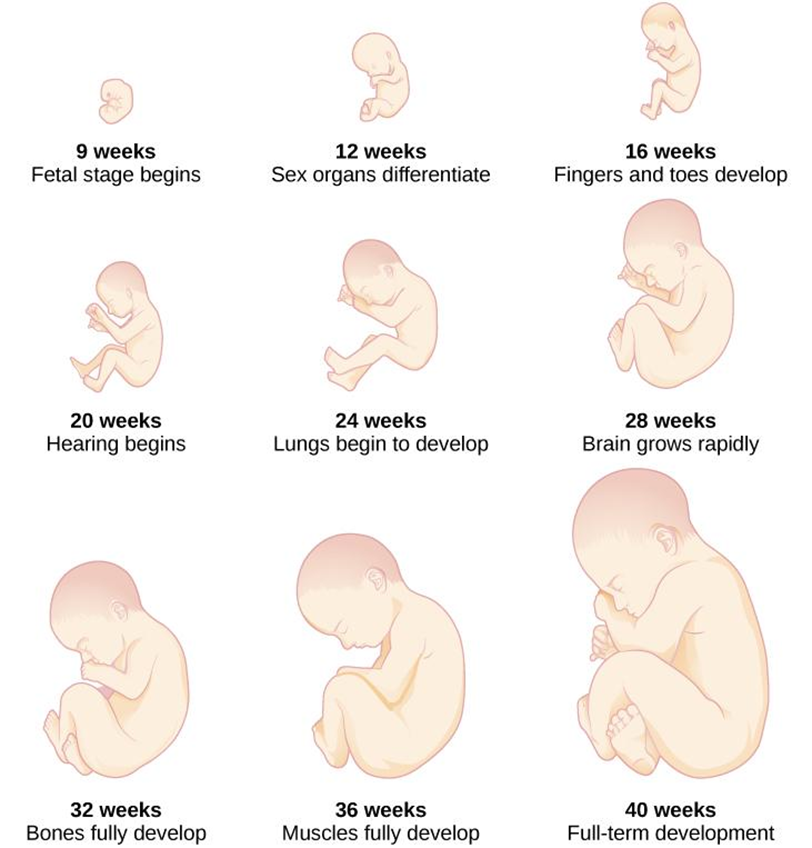 9 weeks
Fetal stage begins
12 weeks
Sex organs differentiate
16 weeks
Fingers and toes develop
20 weeks
Hearing begins
24 weeks
Lungs begin to develop
28 weeks
Brain grows rapidly
32 weeks
Bones fully develop
36 weeks
Muscles fully develop
40 weeks
Full-term development